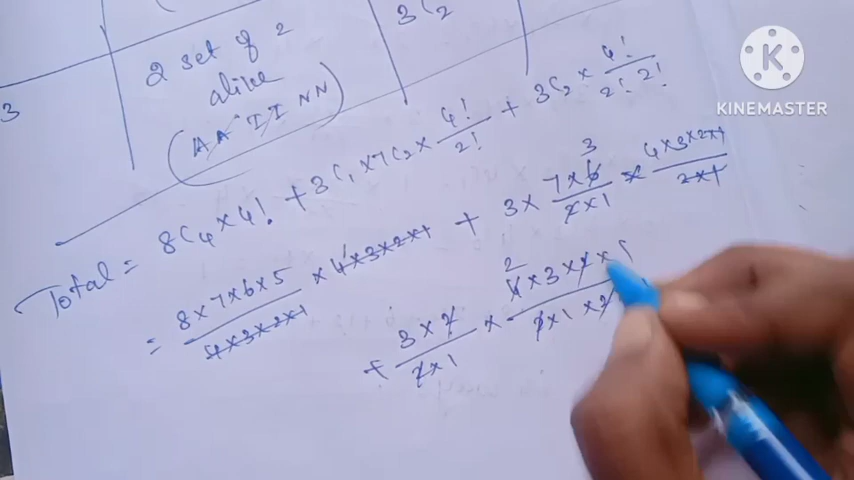 3C₂
2 set of 2
alike
3
(AA II NN)
Total = 8C₄ × 4! + 3C₁ × 7C₂ × 4!/2! + 3C₂ × 4!/2! 2!
= 8×7×6×5/4×3×2×1 × 4×3×2×1 + 3 × 7×6/2×1 × 4×3×2×1/2×1
3
+ 3×2/2×1 × 4×3×2×1/2×1×2
2
K
KINEMASTER